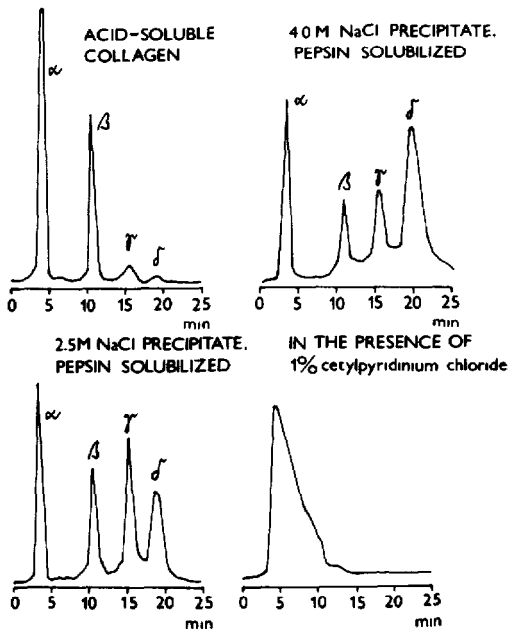 ACID-SOLUBLE
COLLAGEN
α
β
γ
δ
0 5 10 15 20 25
min
4 0 M NaCl PRECIPITATE.
PEPSIN SOLUBILIZED
α
β
γ
δ
0 5 10 15 20 25
min
2.5M NaCl PRECIPITATE.
PEPSIN SOLUBILIZED
α
β
γ
δ
0 5 10 15 20 25
min
IN THE PRESENCE OF
1% cetylpyridinium chloride
0 5 10 15 20 25
min